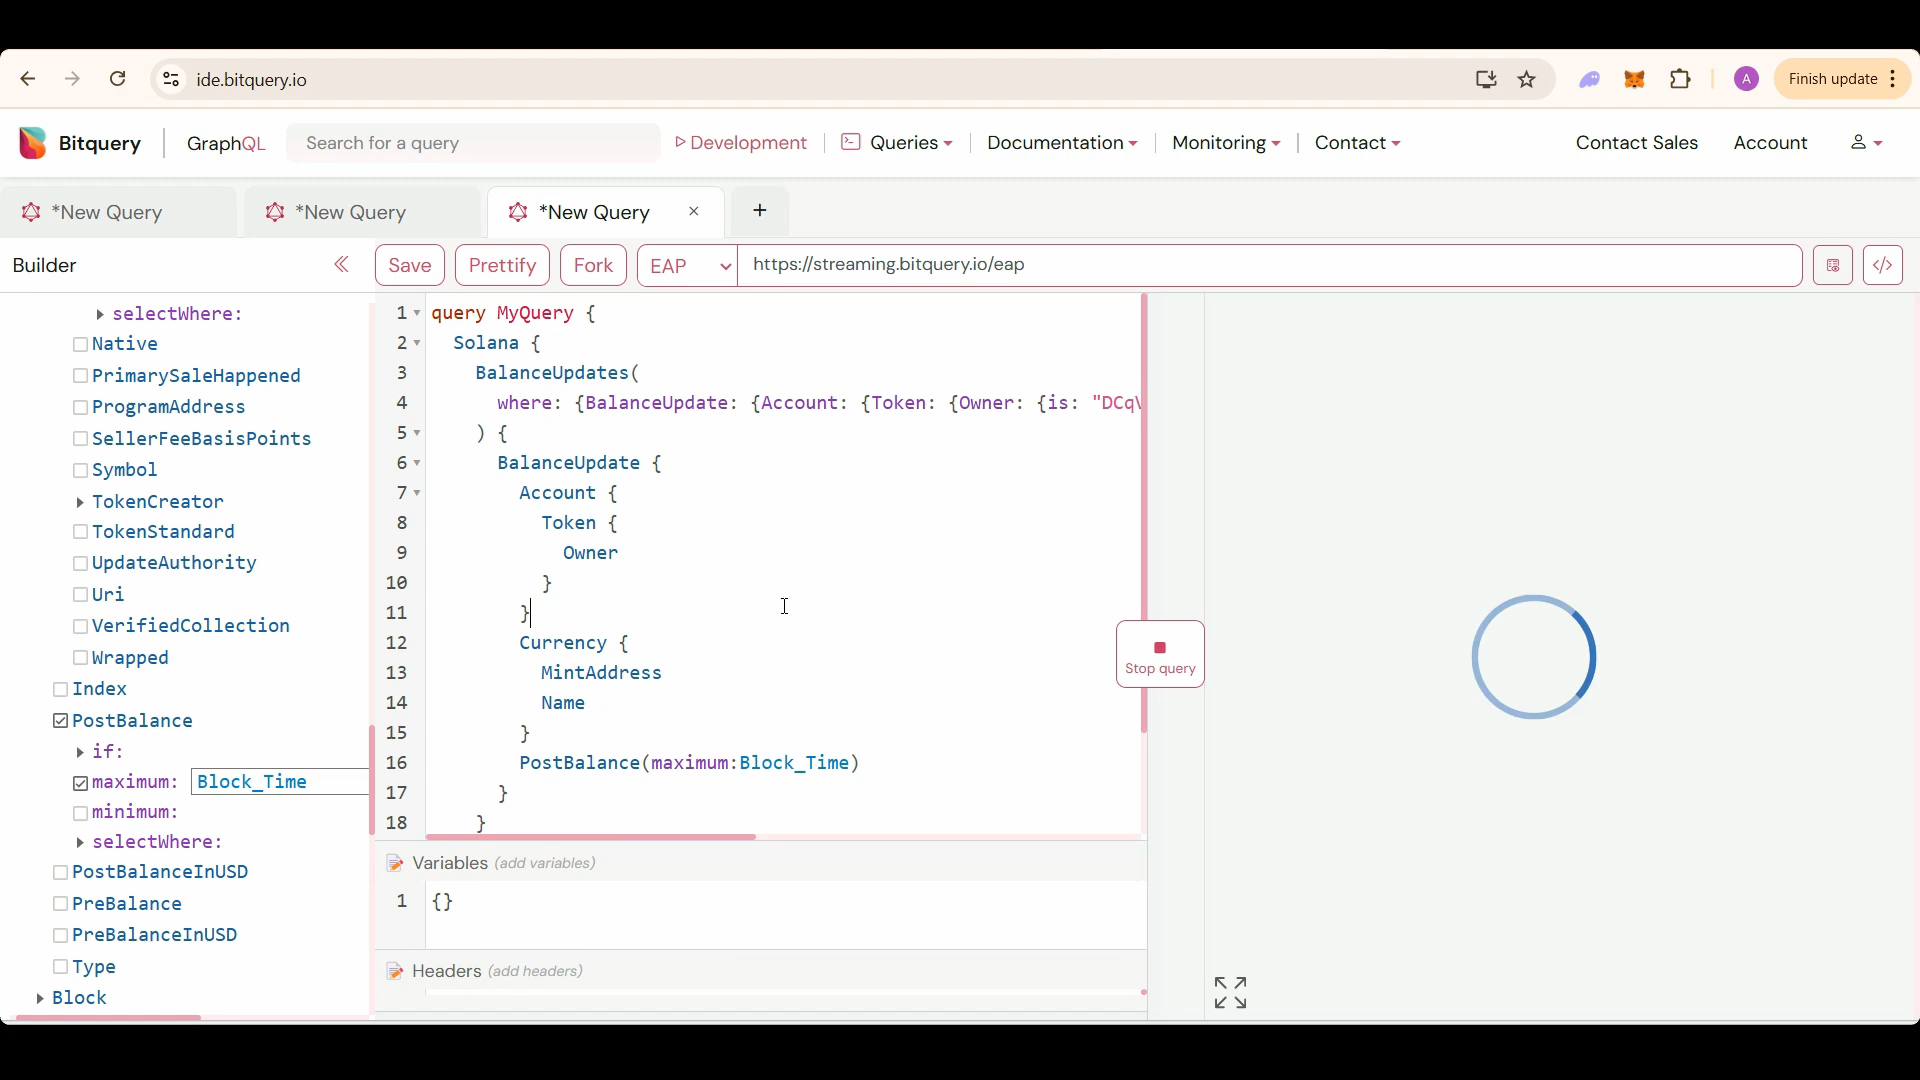 ide.bitquery.io
A
Finish update
Bitquery
GraphQL
Search for a query
Development
Queries
Documentation
Monitoring
Contact
Contact Sales
Account
*New Query
*New Query
*New Query
×
+
Builder
Save
Prettify
Fork
EAP
https://streaming.bitquery.io/eap
selectWhere:
Native
PrimarySaleHappened
ProgramAddress
SellerFeeBasisPoints
Symbol
TokenCreator
TokenStandard
UpdateAuthority
Uri
VerifiedCollection
Wrapped
Index
PostBalance
if:
maximum: Block_Time
minimum:
selectWhere:
PostBalanceInUSD
PreBalance
PreBalanceInUSD
Type
Block
1 query MyQuery {
2 Solana {
3 BalanceUpdates(
4 where: {BalanceUpdate: {Account: {Token: {Owner: {is: "DCq
5 ) {
6 BalanceUpdate {
7 Account {
8 Token {
9 Owner
10 }
11 }
12 Currency {
13 MintAddress
14 Name
15 }
16 PostBalance(maximum:Block_Time)
17 }
18 }
Stop query
Variables (add variables)
1 {}
Headers (add headers)